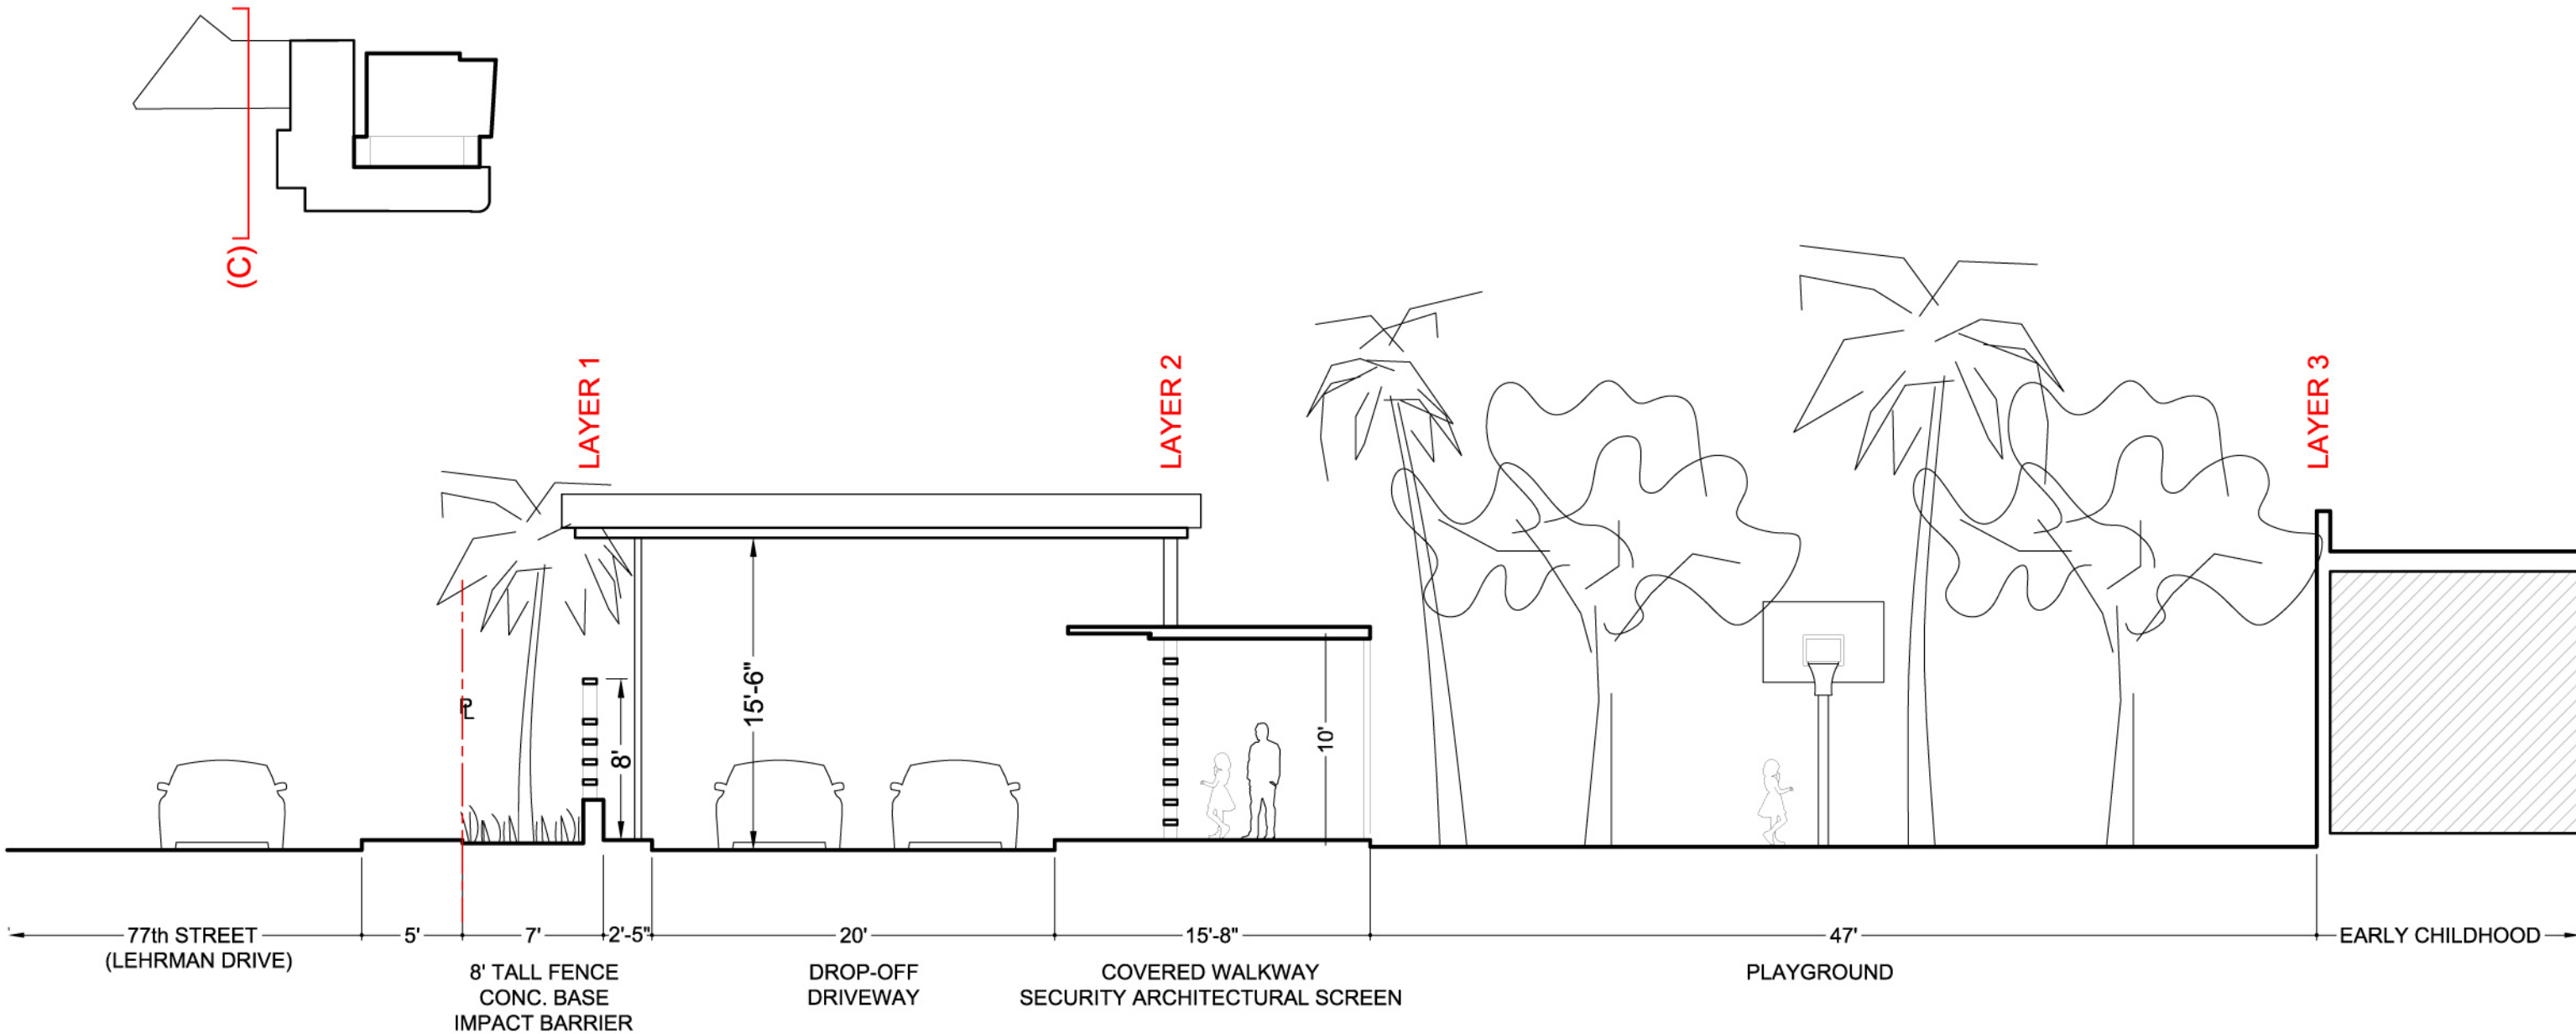 (C)
LAYER 1
LAYER 2
LAYER 3
15'-6"
8'
10'
PL
77th STREET
(LEHRMAN DRIVE)
5'
7'
2'-5"
20'
15'-8"
47'
EARLY CHILDHOOD
8' TALL FENCE
CONC. BASE
IMPACT BARRIER
DROP-OFF
DRIVEWAY
COVERED WALKWAY
SECURITY ARCHITECTURAL SCREEN
PLAYGROUND